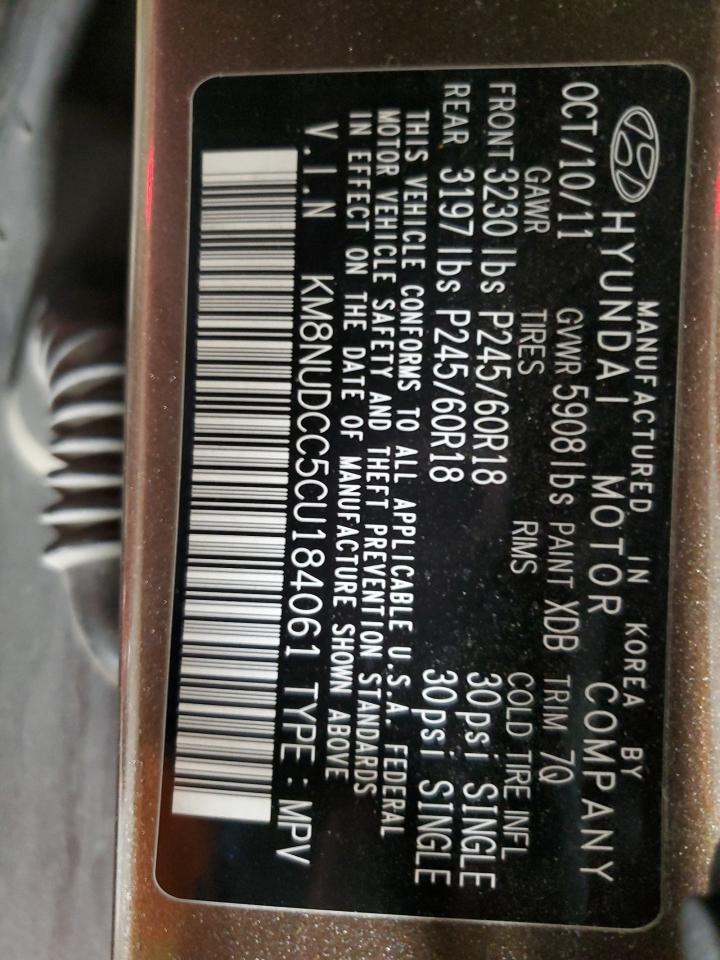 MANUFACTURED IN KOREA BY
HYUNDAI MOTOR COMPANY
OCT/10/11 GVWR 5908 lbs PAINT XDB TRIM 7Q
GAWR TIRES RIMS COLD TIRE INFL
FRONT 3230 lbs P245/60R18 30psi SINGLE
REAR 3197 lbs P245/60R18 30psi SINGLE
THIS VEHICLE CONFORMS TO ALL APPLICABLE U.S.A. FEDERAL
MOTOR VEHICLE SAFETY AND THEFT PREVENTION STANDARDS
IN EFFECT ON THE DATE OF MANUFACTURE SHOWN ABOVE
V.I.N KM8NUDCC5CU184061 TYPE : MPV